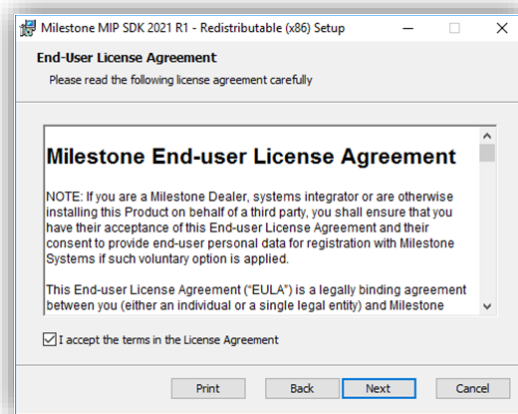 Milestone MIP SDK 2021 R1 - Redistributable (x86) Setup
End-User License Agreement
Please read the following license agreement carefully
Milestone End-user License Agreement
NOTE: If you are a Milestone Dealer, systems integrator or are otherwise
installing this Product on behalf of a third party, you shall ensure that you
have their acceptance of this End-user License Agreement and their
consent to provide end-user personal data for registration with Milestone
Systems if such voluntary option is applied.
This End-user License Agreement (“EULA”) is a legally binding agreement
between you (either an individual or a single legal entity) and Milestone
I accept the terms in the License Agreement
Print
Back
Next
Cancel